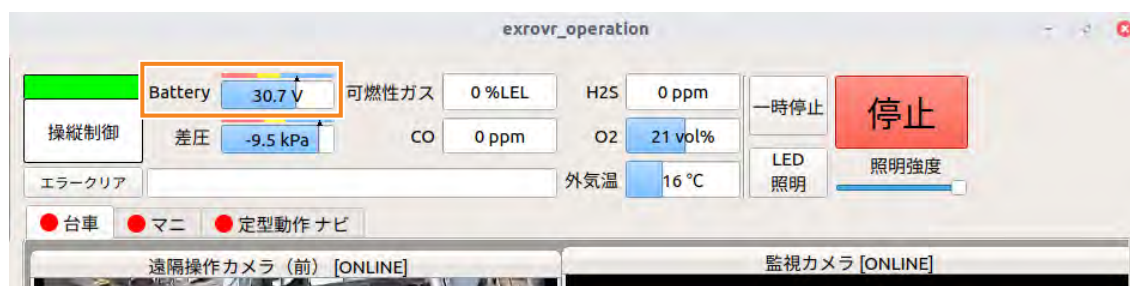 exrovr_operation
Battery 30.7 V 可燃性ガス 0 %LEL H2S 0 ppm 一時停止 停止
操縦制御 差圧 -9.5 kPa CO 0 ppm O2 21 vol%
エラークリア 外気温 16 °C LED 照明 照明強度
台車 マニ 定型動作 ナビ
遠隔操作カメラ（前） [ONLINE] 監視カメラ [ONLINE]